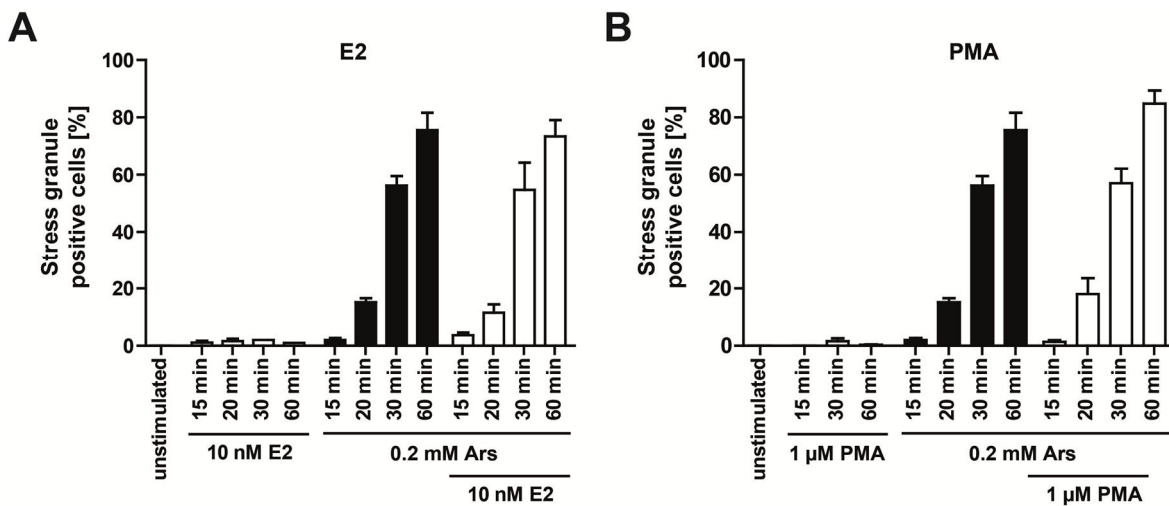 A
E2
Stress granule
positive cells [%]
100
80
60
40
20
0
unstimulated
15 min
20 min
30 min
60 min
15 min
20 min
30 min
60 min
15 min
20 min
30 min
60 min
10 nM E2
0.2 mM Ars
10 nM E2
B
PMA
Stress granule
positive cells [%]
100
80
60
40
20
0
unstimulated
15 min
30 min
60 min
15 min
20 min
30 min
60 min
15 min
20 min
30 min
60 min
1 µM PMA
0.2 mM Ars
1 µM PMA